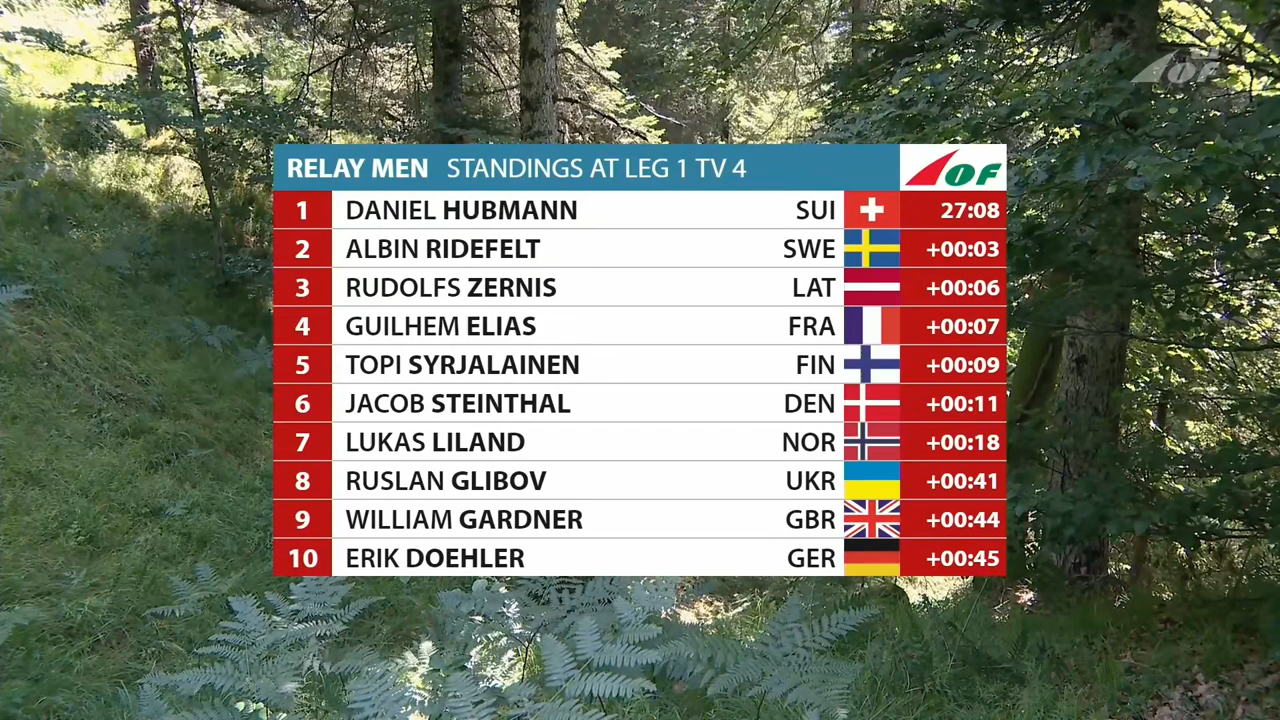 IOF
RELAY MEN STANDINGS AT LEG 1 TV 4 IOF
1 DANIEL HUBMANN SUI 27:08
2 ALBIN RIDEFELT SWE +00:03
3 RUDOLFS ZERNIS LAT +00:06
4 GUILHEM ELIAS FRA +00:07
5 TOPI SYRJALAINEN FIN +00:09
6 JACOB STEINTHAL DEN +00:11
7 LUKAS LILAND NOR +00:18
8 RUSLAN GLIBOV UKR +00:41
9 WILLIAM GARDNER GBR +00:44
10 ERIK DOEHLER GER +00:45